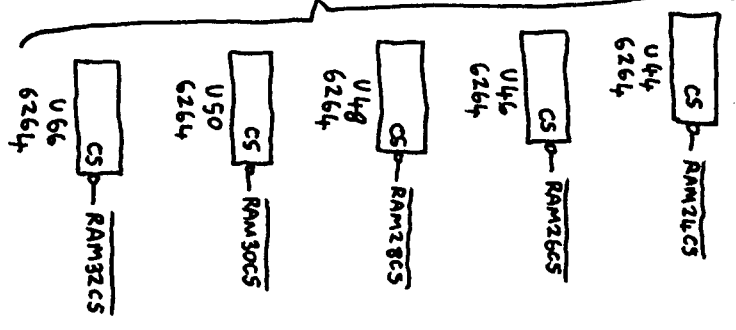 CS RAM24CS
U44
6264
CS RAM26CS
U46
6264
CS RAM28CS
U48
6264
CS RAM30CS
U50
6264
CS RAM32CS
U66
6264